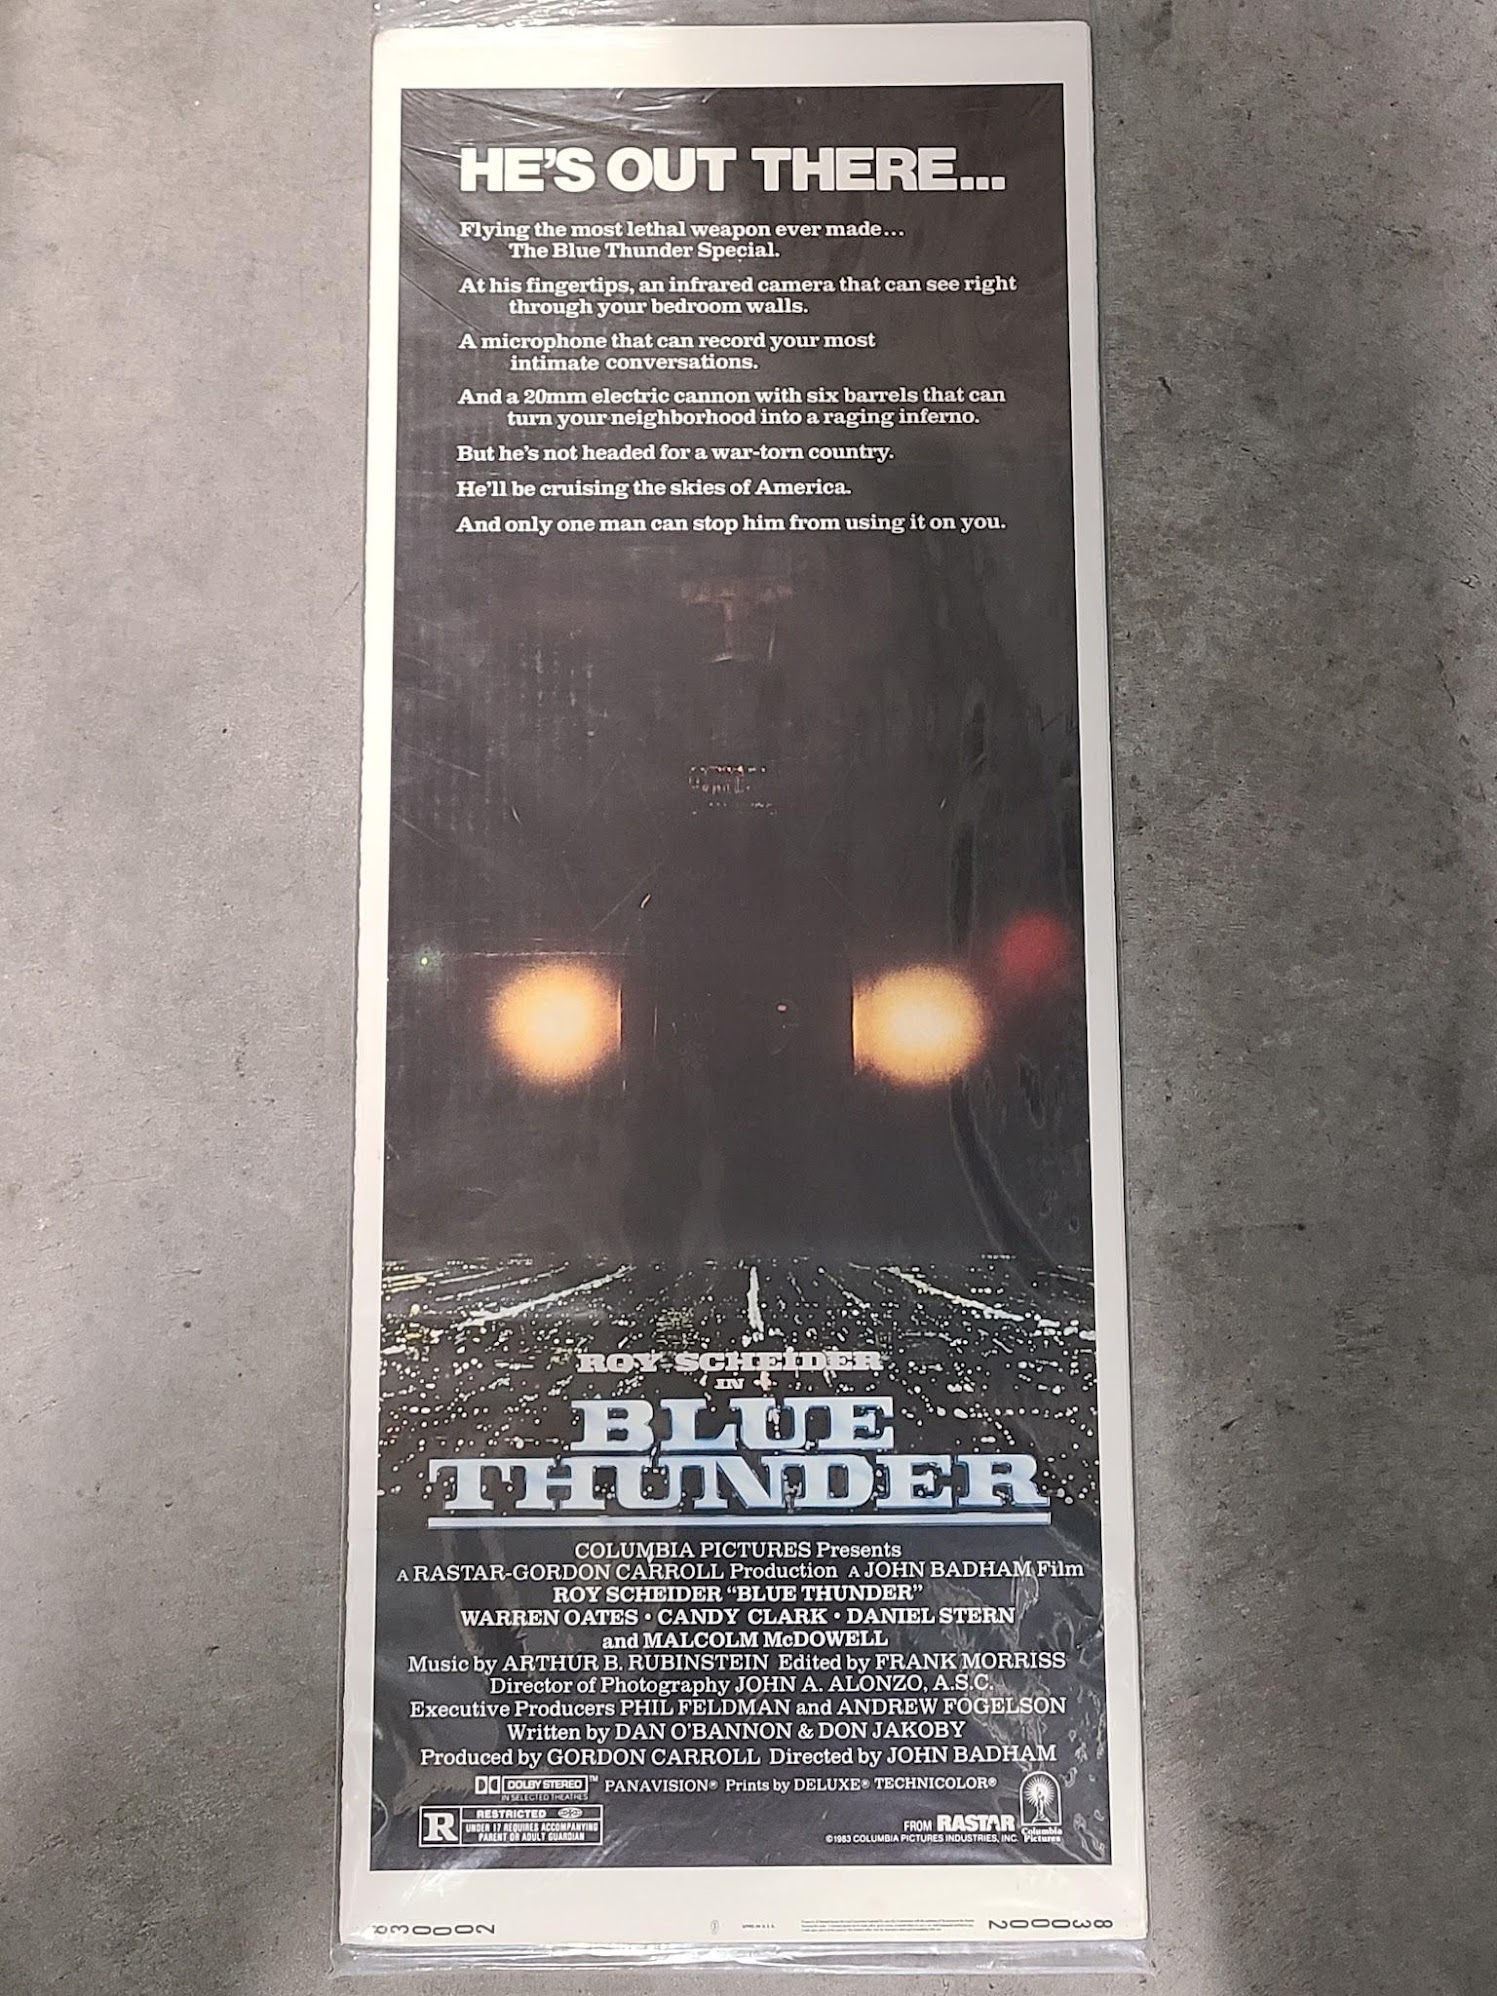 HE'S OUT THERE...
Flying the most lethal weapon ever made...
The Blue Thunder Special.
At his fingertips, an infrared camera that can see right
through your bedroom walls.
A microphone that can record your most
intimate conversations.
And a 20mm electric cannon with six barrels that can
turn your neighborhood into a raging inferno.
But he's not headed for a war-torn country.
He'll be cruising the skies of America.
And only one man can stop him from using it on you.
ROY SCHEIDER
IN
BLUE
THUNDER
COLUMBIA PICTURES Presents
A RASTAR-GORDON CARROLL Production A JOHN BADHAM Film
ROY SCHEIDER "BLUE THUNDER"
WARREN OATES • CANDY CLARK • DANIEL STERN
and MALCOLM McDOWELL
Music by ARTHUR B. RUBINSTEIN Edited by FRANK MORRISS
Director of Photography JOHN A. ALONZO, A.S.C.
Executive Producers PHIL FELDMAN and ANDREW FOGELSON
Written by DAN O'BANNON & DON JAKOBY
Produced by GORDON CARROLL Directed by JOHN BADHAM
DOLBY STEREO™ PANAVISION® Prints by DELUXE® TECHNICOLOR®
IN SELECTED THEATRES
R RESTRICTED
UNDER 17 REQUIRES ACCOMPANYING
PARENT OR ADULT GUARDIAN
FROM RASTAR
©1983 COLUMBIA PICTURES INDUSTRIES, INC.
Columbia
Pictures
830002
830002